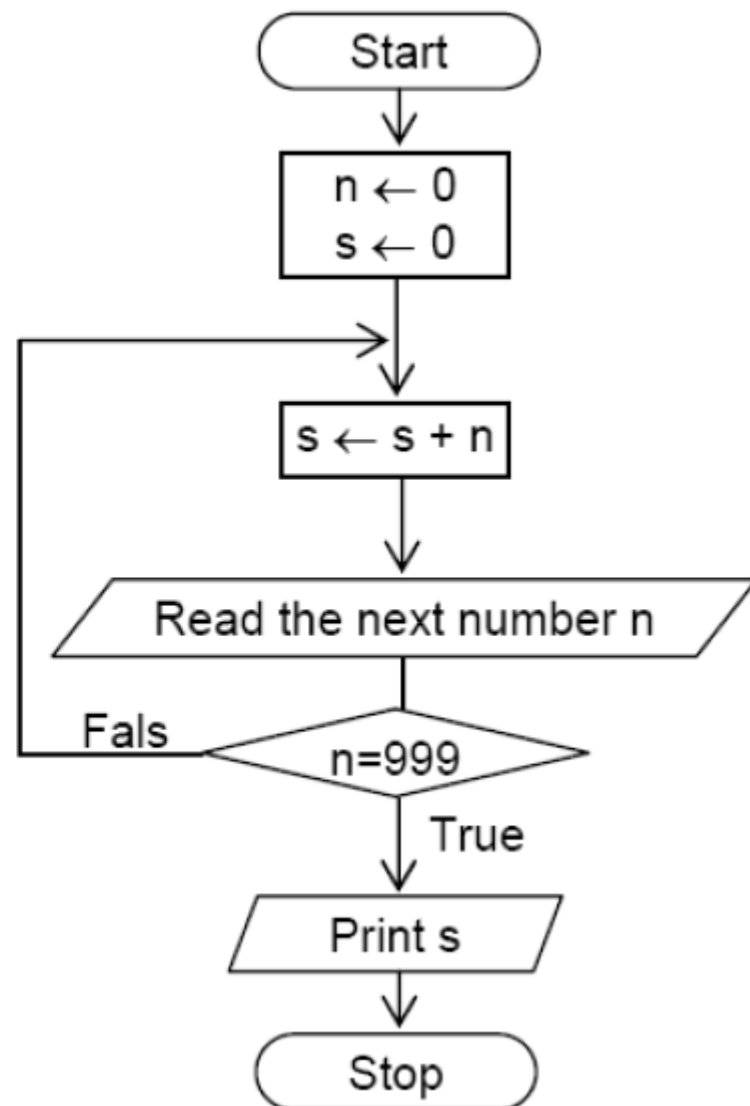 Start
n ← 0
s ← 0
s ← s + n
Read the next number n
Fals
n=999
True
Print s
Stop